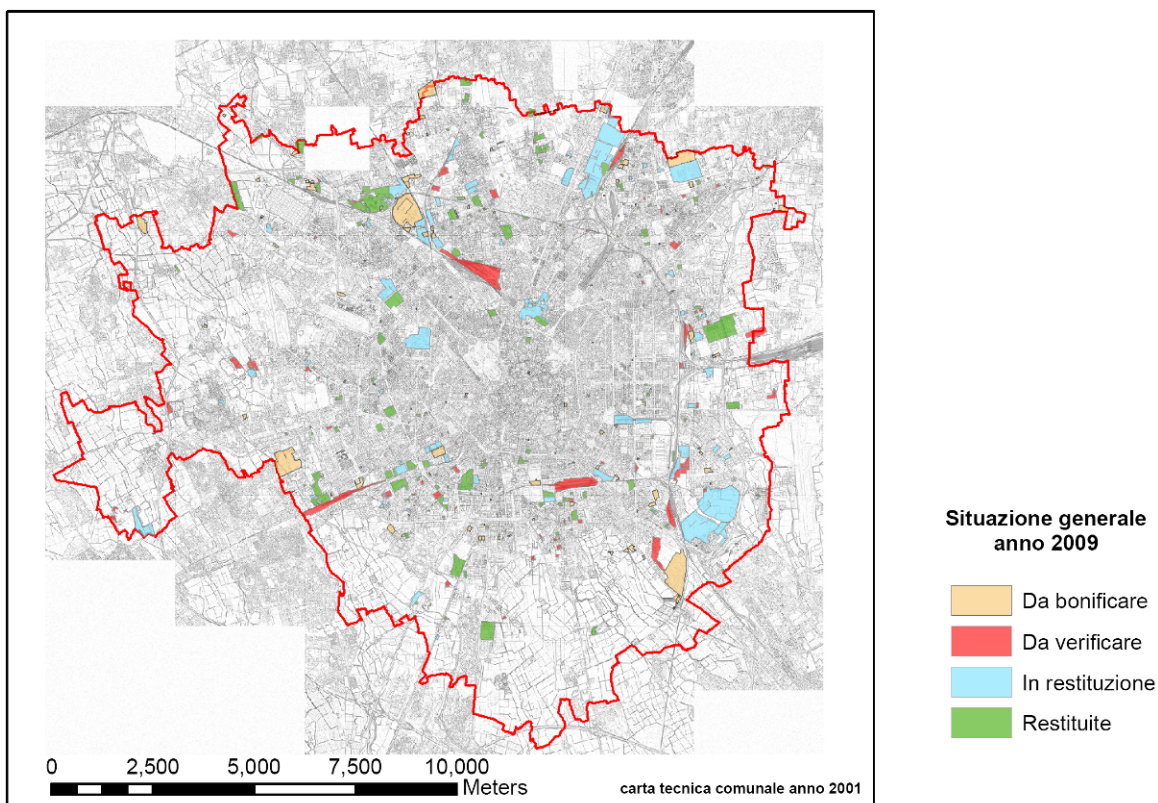 0 2,500 5,000 7,500 10,000
Meters
carta tecnica comunale anno 2001
Situazione generale
anno 2009
Da bonificare
Da verificare
In restituzione
Restituite